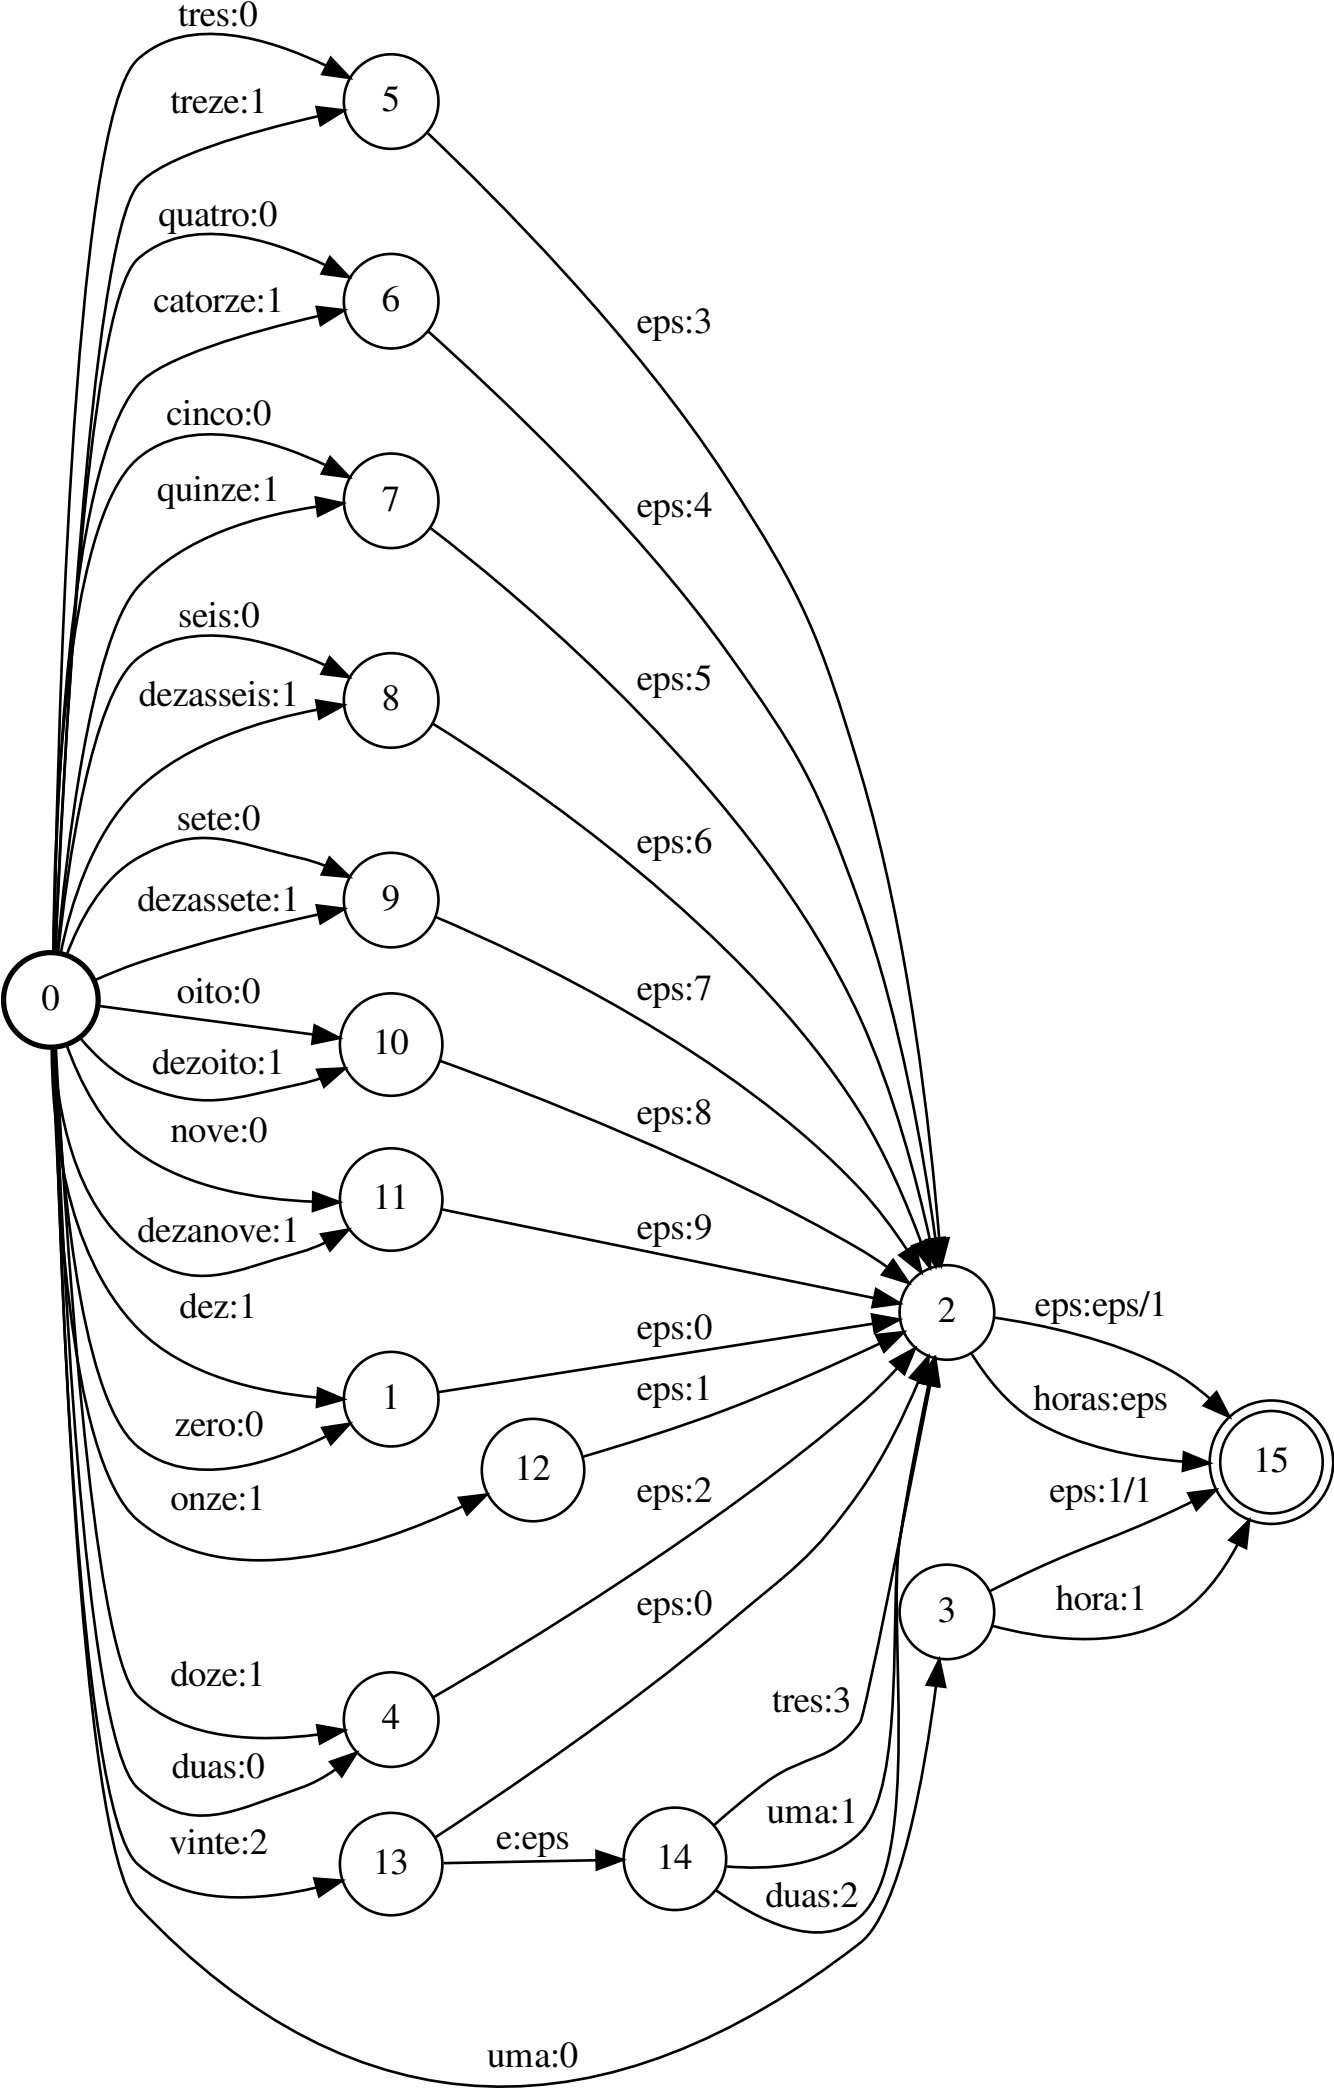 tres:0
5
treze:1
quatro:0
6
catorze:1
eps:3
cinco:0
7
quinze:1
eps:4
seis:0
8
dezasseis:1
eps:5
sete:0
9
dezassete:1
eps:6
0
oito:0
10
dezoito:1
eps:7
nove:0
11
dezanove:1
eps:8
eps:9
dez:1
1
zero:0
eps:0
2
eps:eps/1
horas:eps
15
onze:1
12
eps:1
eps:2
eps:1/1
3
hora:1
eps:0
doze:1
4
duas:0
vinte:2
13
e:eps
14
tres:3
uma:1
duas:2
uma:0